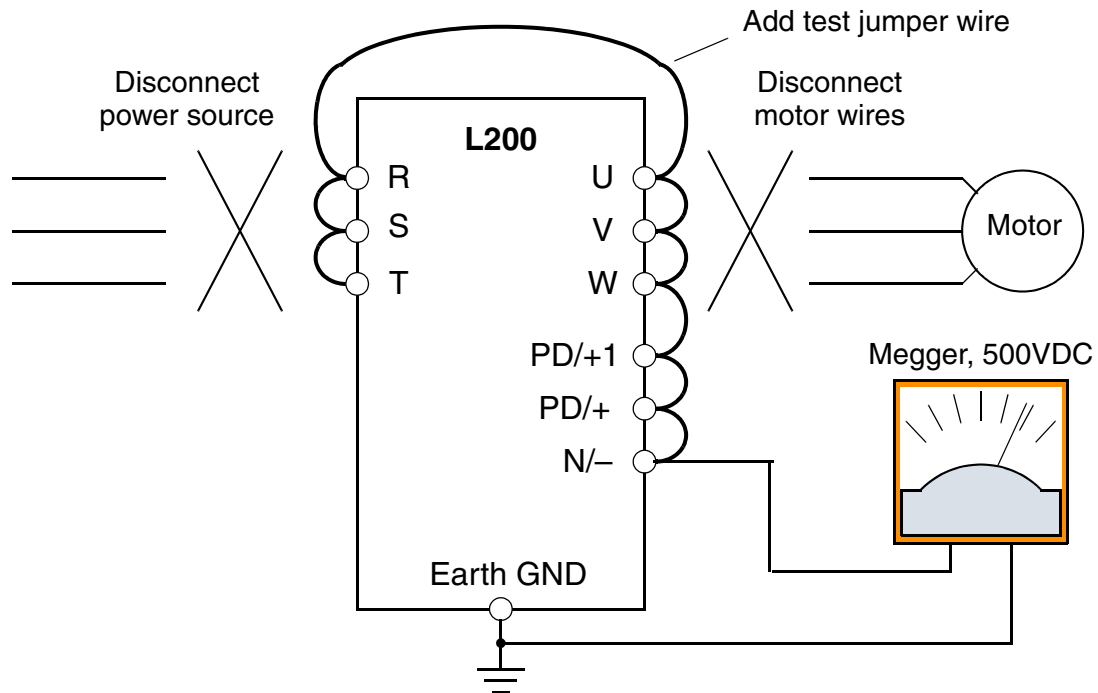 Add test jumper wire
Disconnect
power source
Disconnect
motor wires
L200
R
U
S
V
Motor
T
W
PD/+1
Megger, 500VDC
PD/+
N/–
Earth GND